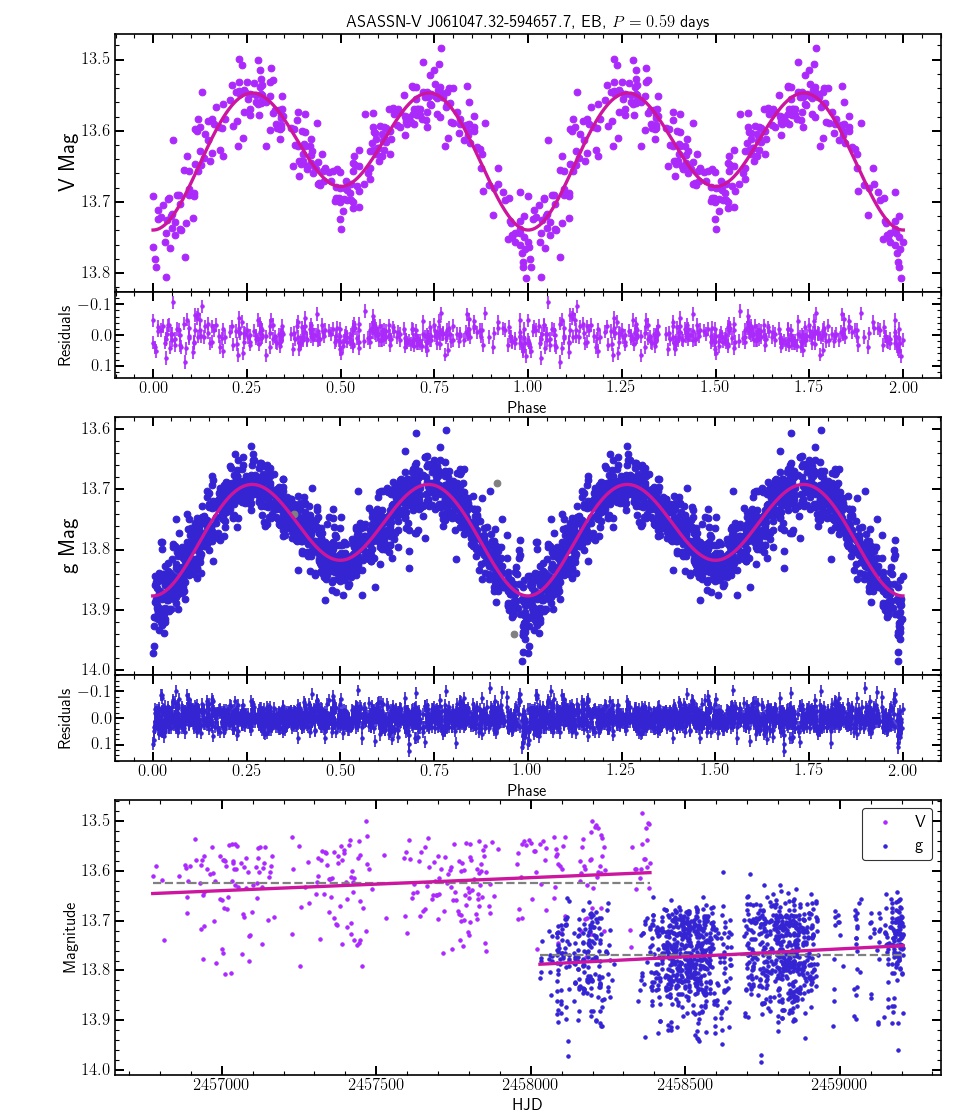 ASASSN-V J061047.32-594657.7, EB, P = 0.59 days
13.5
13.6
13.7
13.8
V Mag
−0.1
0.0
0.1
Residuals
0.00 0.25 0.50 0.75 1.00 1.25 1.50 1.75 2.00
Phase
13.6
13.7
13.8
13.9
14.0
g Mag
−0.1
0.0
0.1
Residuals
0.00 0.25 0.50 0.75 1.00 1.25 1.50 1.75 2.00
Phase
13.5
13.6
13.7
13.8
13.9
14.0
Magnitude
V
g
2457000 2457500 2458000 2458500 2459000
HJD